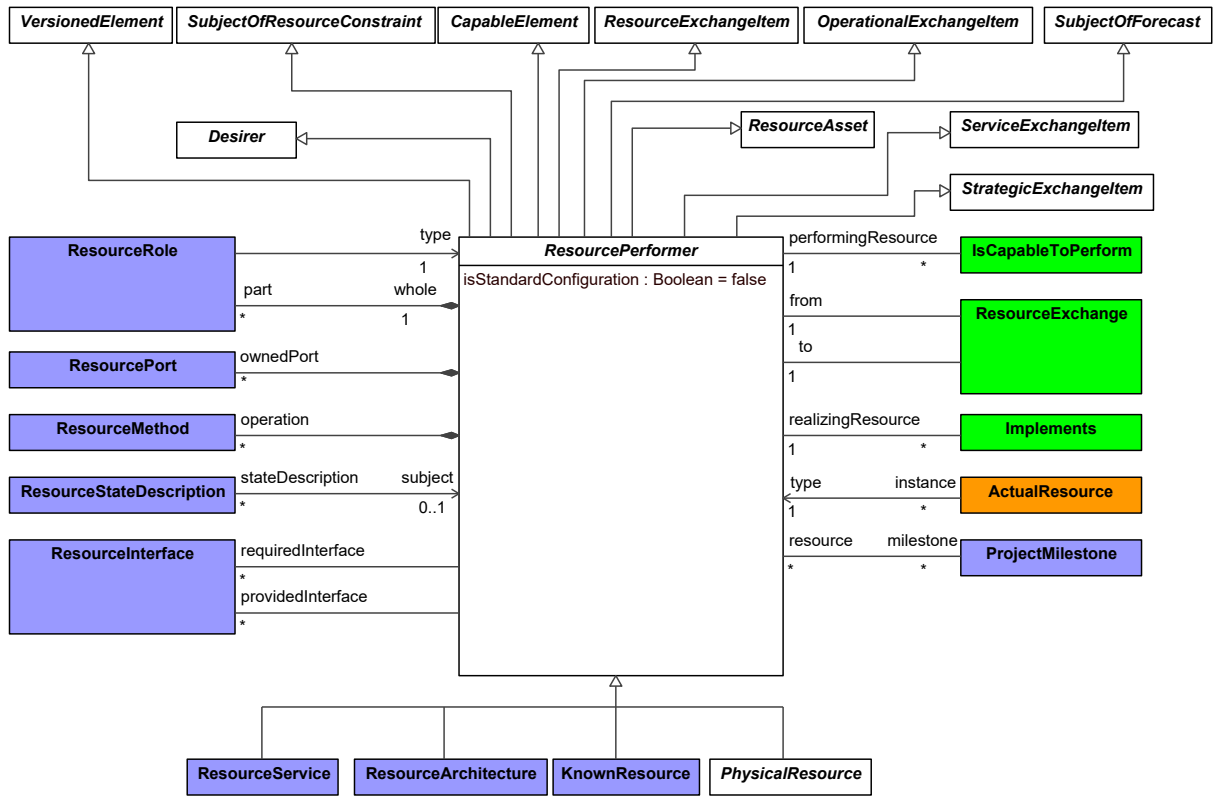 VersionedElement
SubjectOfResourceConstraint
CapableElement
ResourceExchangeItem
OperationalExchangeItem
SubjectOfForecast
Desirer
ResourceAsset
ServiceExchangeItem
StrategicExchangeItem
ResourceRole
type
1
part
whole
*
1
ResourcePort
ownedPort
*
ResourceMethod
operation
*
ResourceStateDescription
stateDescription
subject
*
0..1
ResourceInterface
requiredInterface
*
providedInterface
*
ResourcePerformer
isStandardConfiguration : Boolean = false
performingResource
1
*
IsCapableToPerform
from
1
to
1
ResourceExchange
realizingResource
1
*
Implements
type
instance
1
*
ActualResource
resource
milestone
*
*
ProjectMilestone
ResourceService
ResourceArchitecture
KnownResource
PhysicalResource